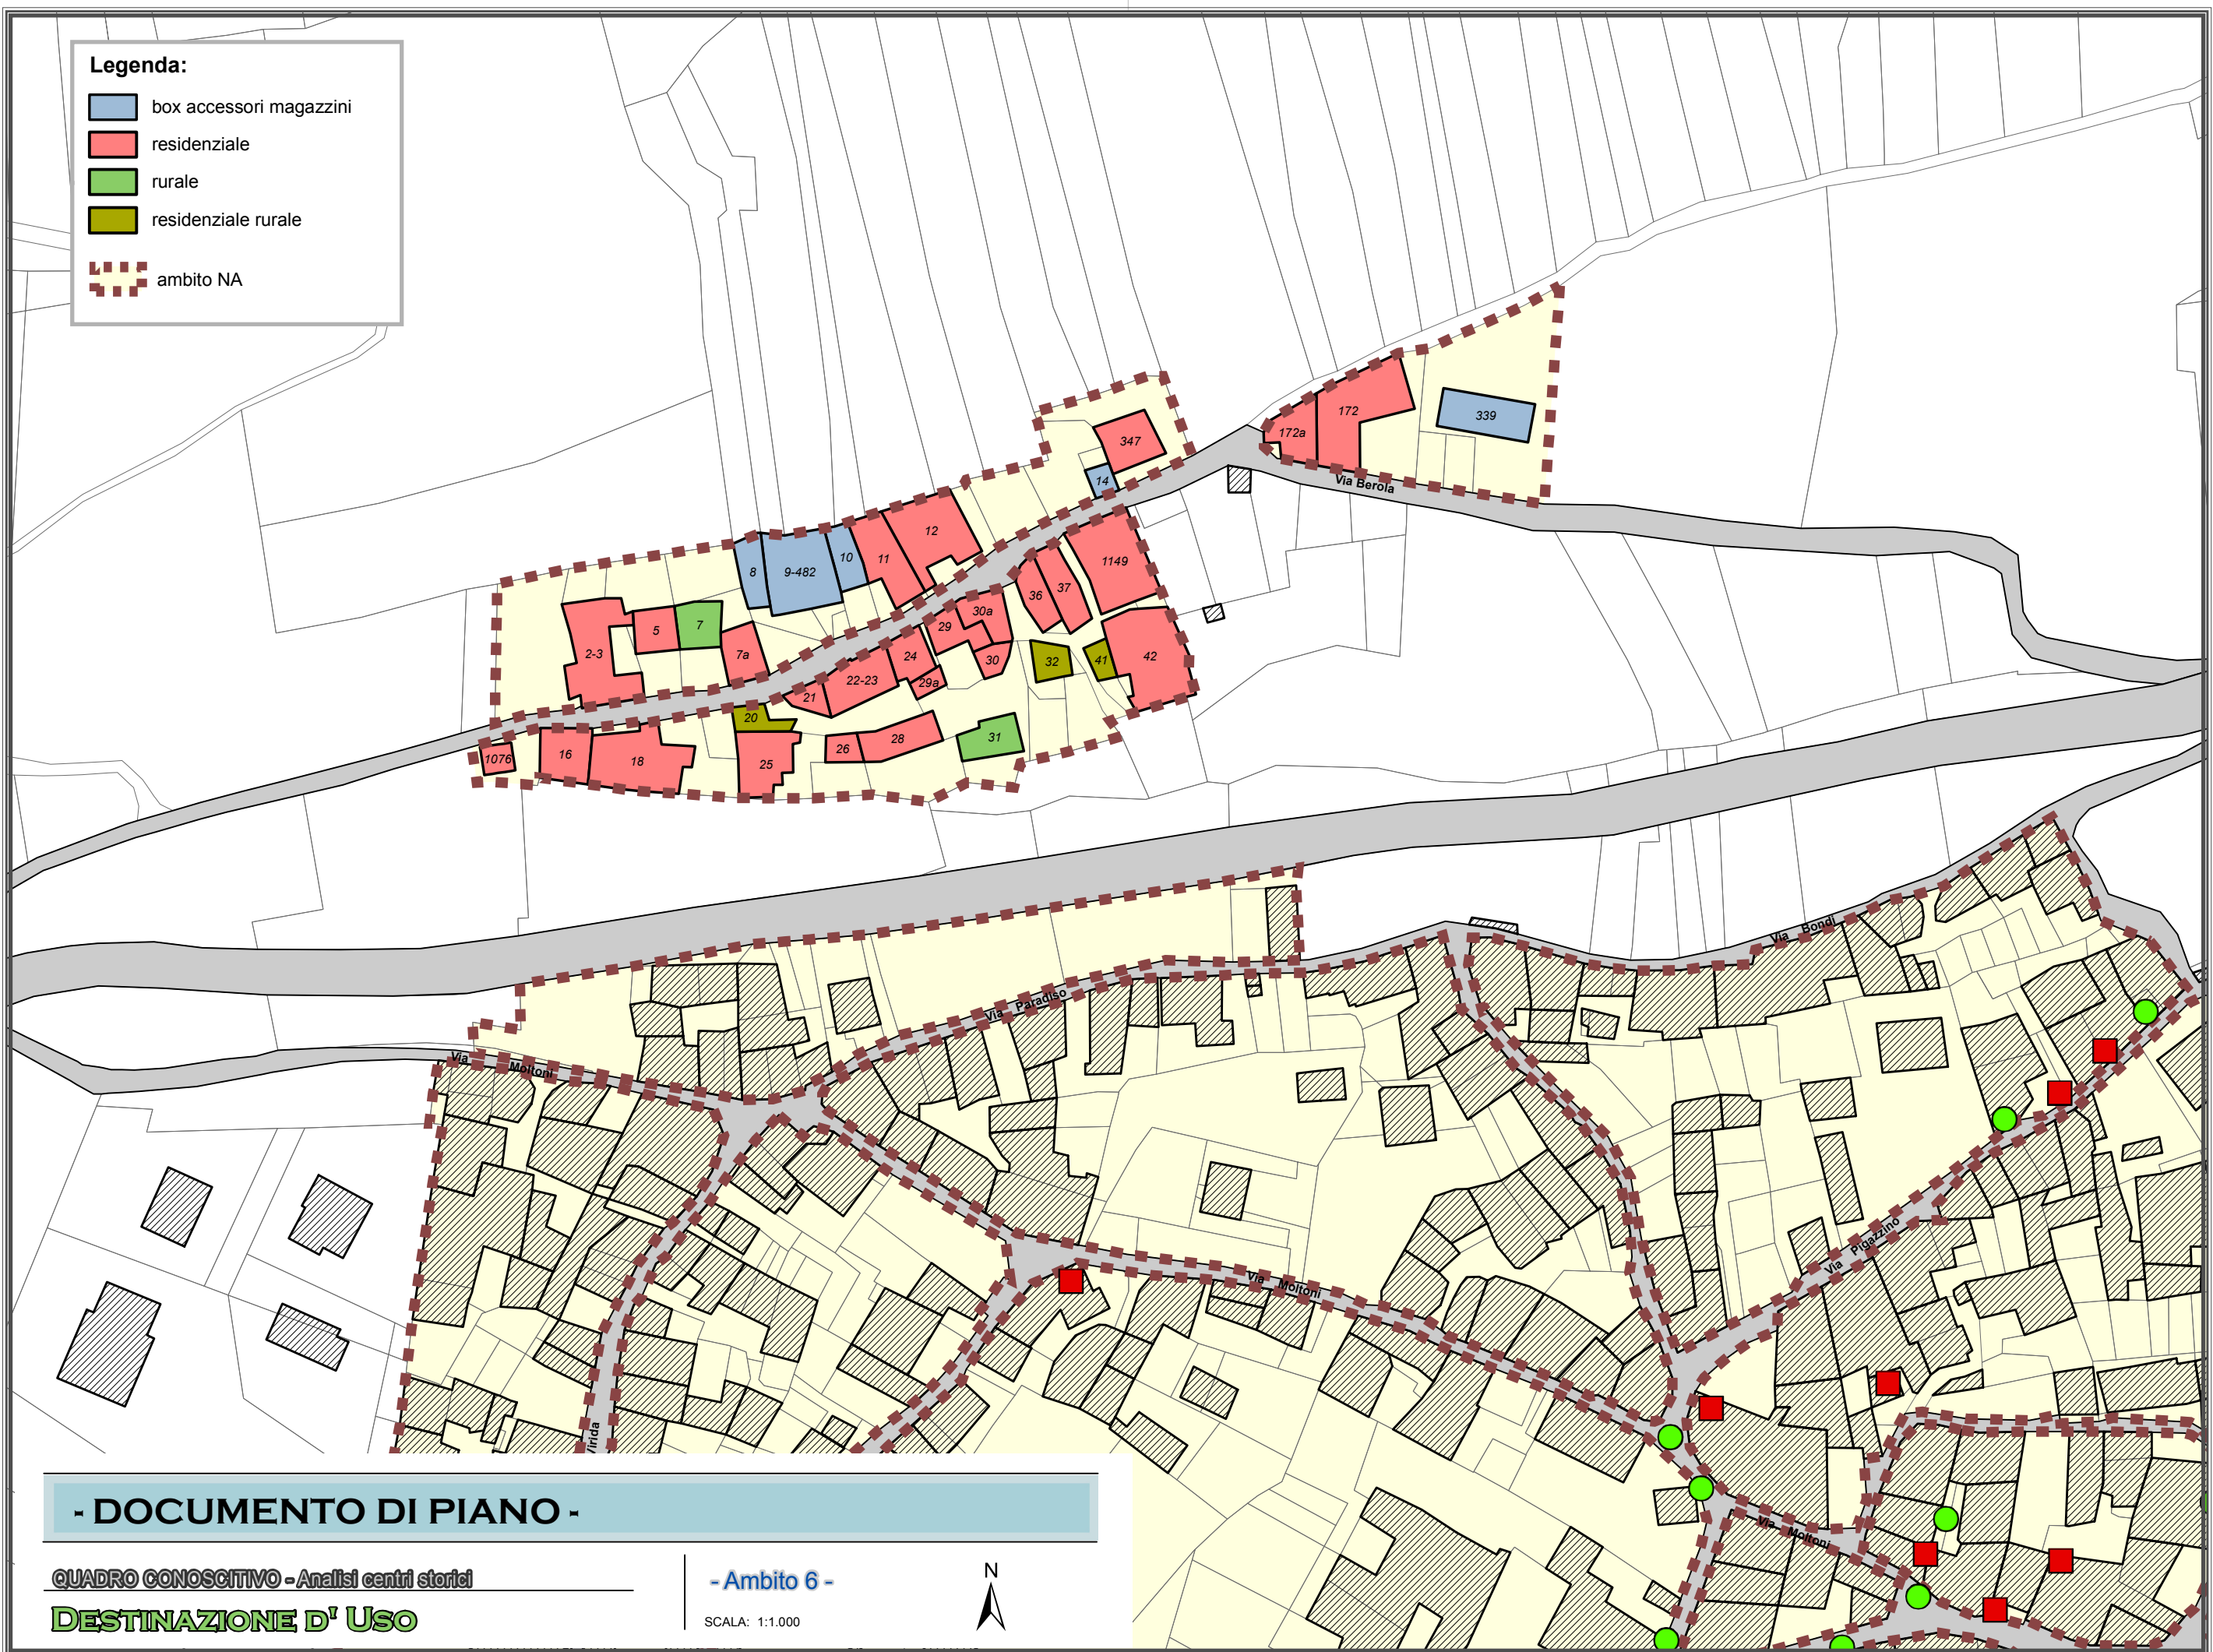 Legenda:
box accessori magazzini
residenziale
rurale
residenziale rurale
ambito NA
339
172
172a
347
14
Via Berola
12
10
11
8
9-482
1149
37
36
30a
29
7
5
2-3
7a
24
30
32
41
42
22-23
29a
21
20
31
28
26
16
18
25
1076
Via Bondi
Via Paradiso
Via Moltoni
Via Pigazzino
Via Moltoni
Virida
Via Moltoni
- DOCUMENTO DI PIANO -
QUADRO CONOSCITIVO - Analisi centri storici
DESTINAZIONE D' USO
- Ambito 6 -
SCALA: 1:1.000
N